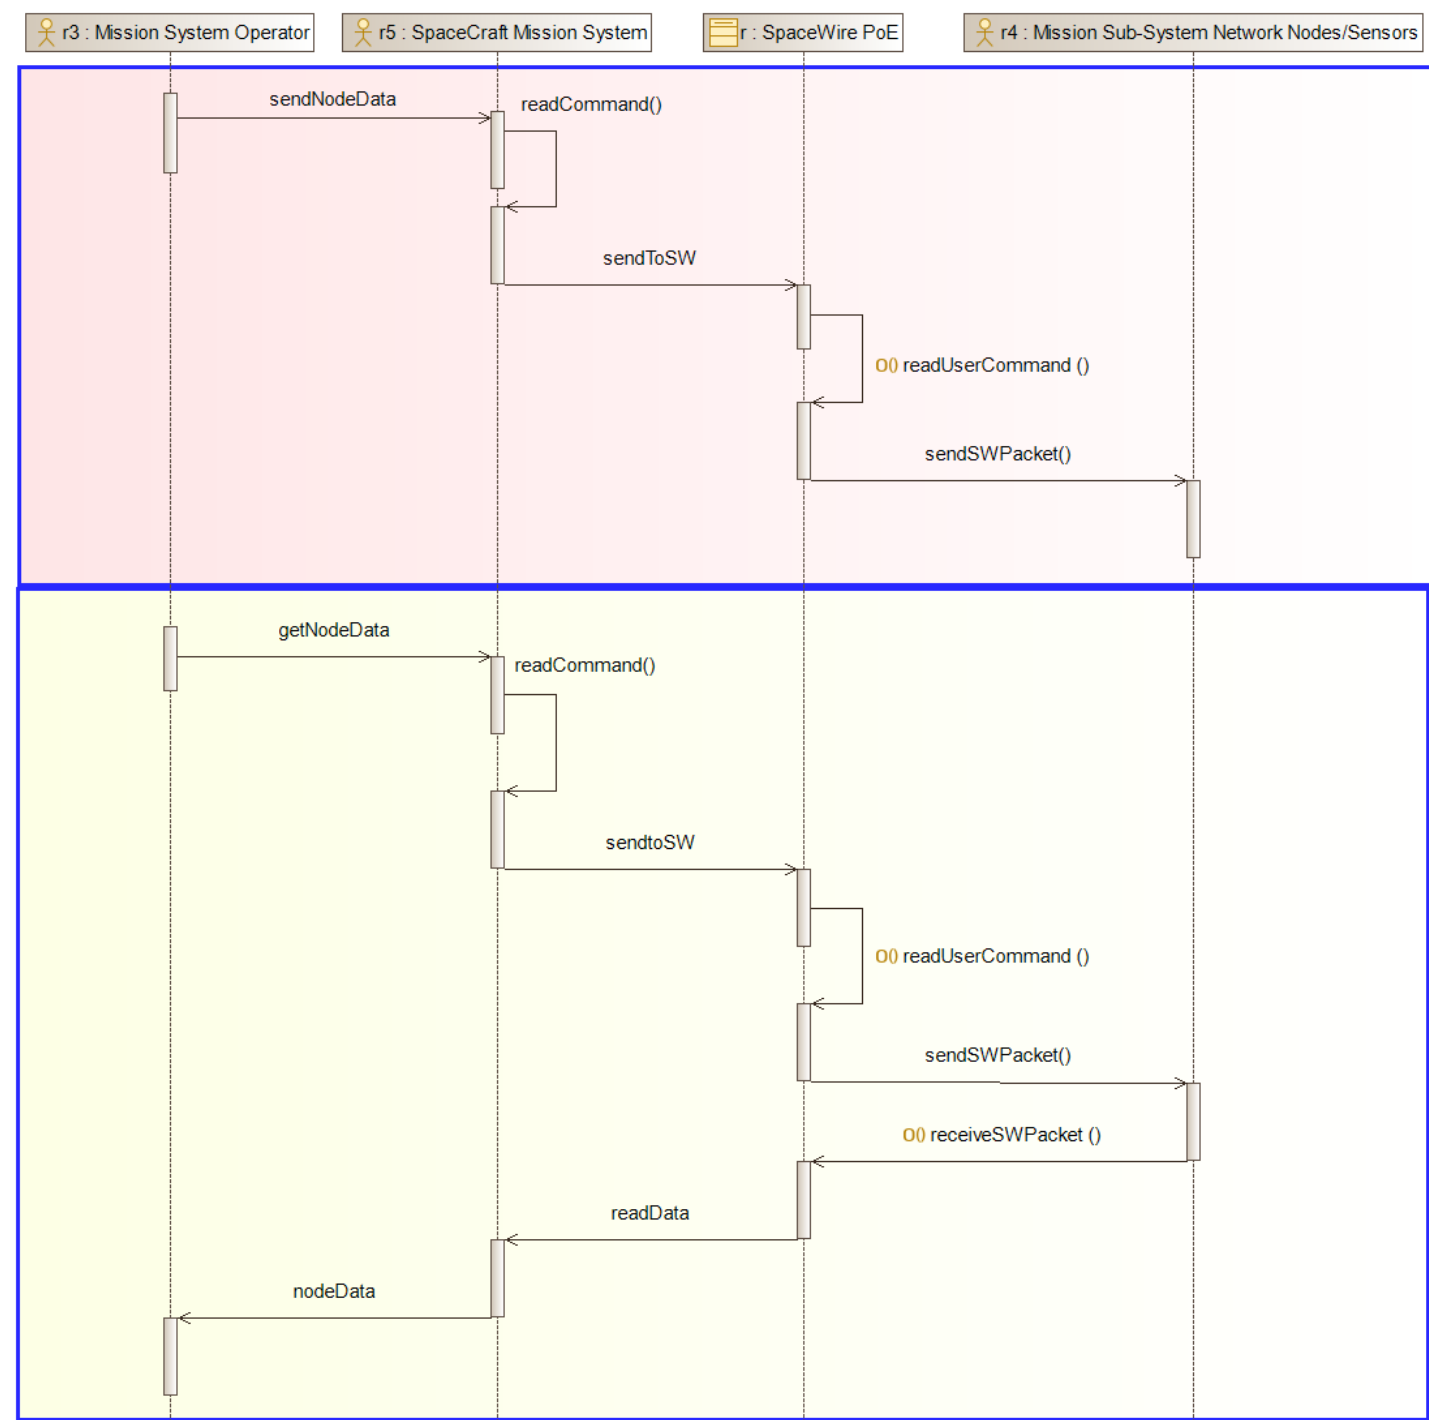 r3 : Mission System Operator
r5 : SpaceCraft Mission System
r : SpaceWire PoE
r4 : Mission Sub-System Network Nodes/Sensors
sendNodeData
readCommand()
sendToSW
O() readUserCommand ()
sendSWPacket()
getNodeData
readCommand()
sendtoSW
O() readUserCommand ()
sendSWPacket()
O() receiveSWPacket ()
readData
nodeData